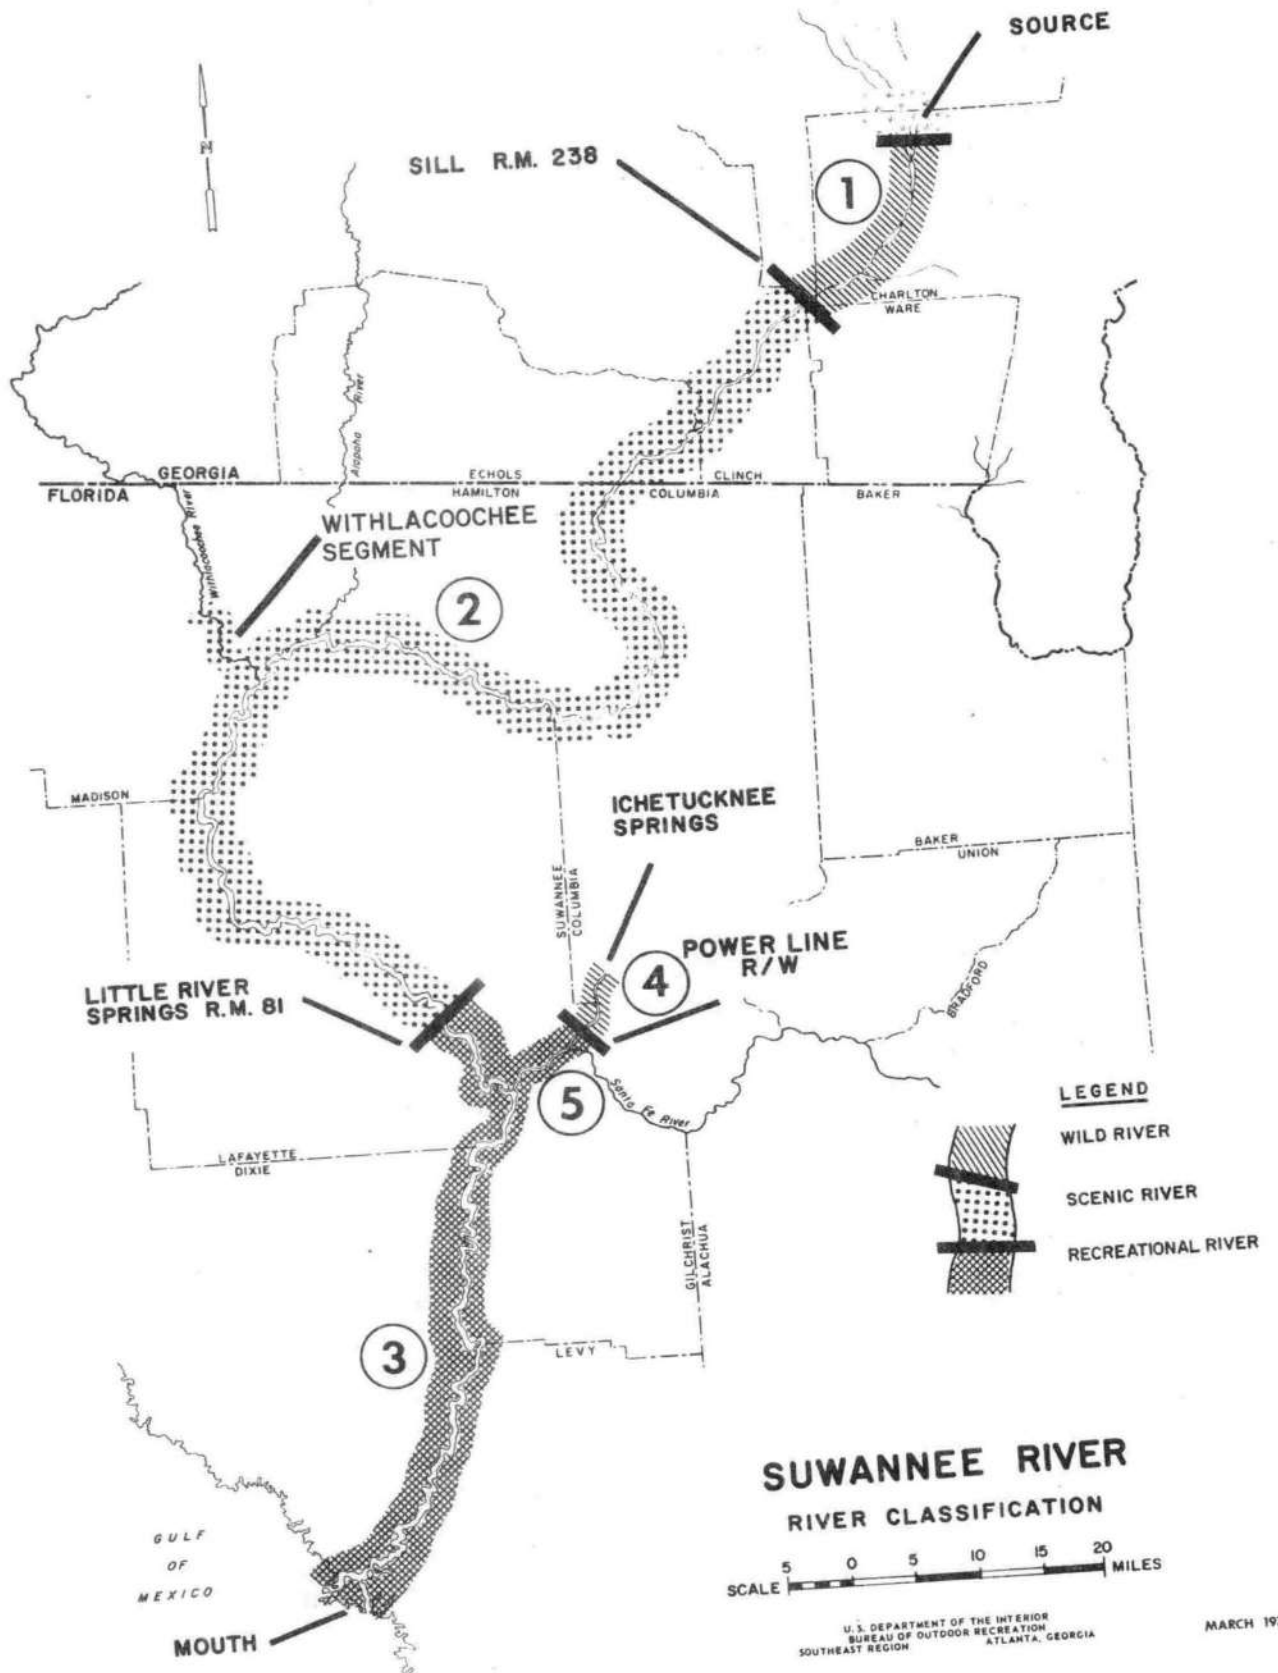 SOURCE
N
SILL R.M. 238
1
CHARLTON
WARE
Alapaha River
GEORGIA
FLORIDA
ECHOLS
HAMILTON
CLINCH
COLUMBIA
BAKER
Withlacoochee River
WITHLACOOCHEE
SEGMENT
2
MADISON
ICHETUCKNEE
SPRINGS
BAKER
UNION
SUWANNEE
COLUMBIA
4
POWER LINE
R/W
BRADFORD
LITTLE RIVER
SPRINGS R.M. 81
5
Santa Fe River
LEGEND
WILD RIVER
SCENIC RIVER
RECREATIONAL RIVER
LAFAYETTE
DIXIE
GILCHRIST
ALACHUA
3
LEVY
GULF
OF
MEXICO
MOUTH
SUWANNEE RIVER
RIVER CLASSIFICATION
5 0 5 10 15 20
SCALE MILES
U.S. DEPARTMENT OF THE INTERIOR
BUREAU OF OUTDOOR RECREATION
SOUTHEAST REGION ATLANTA, GEORGIA
MARCH